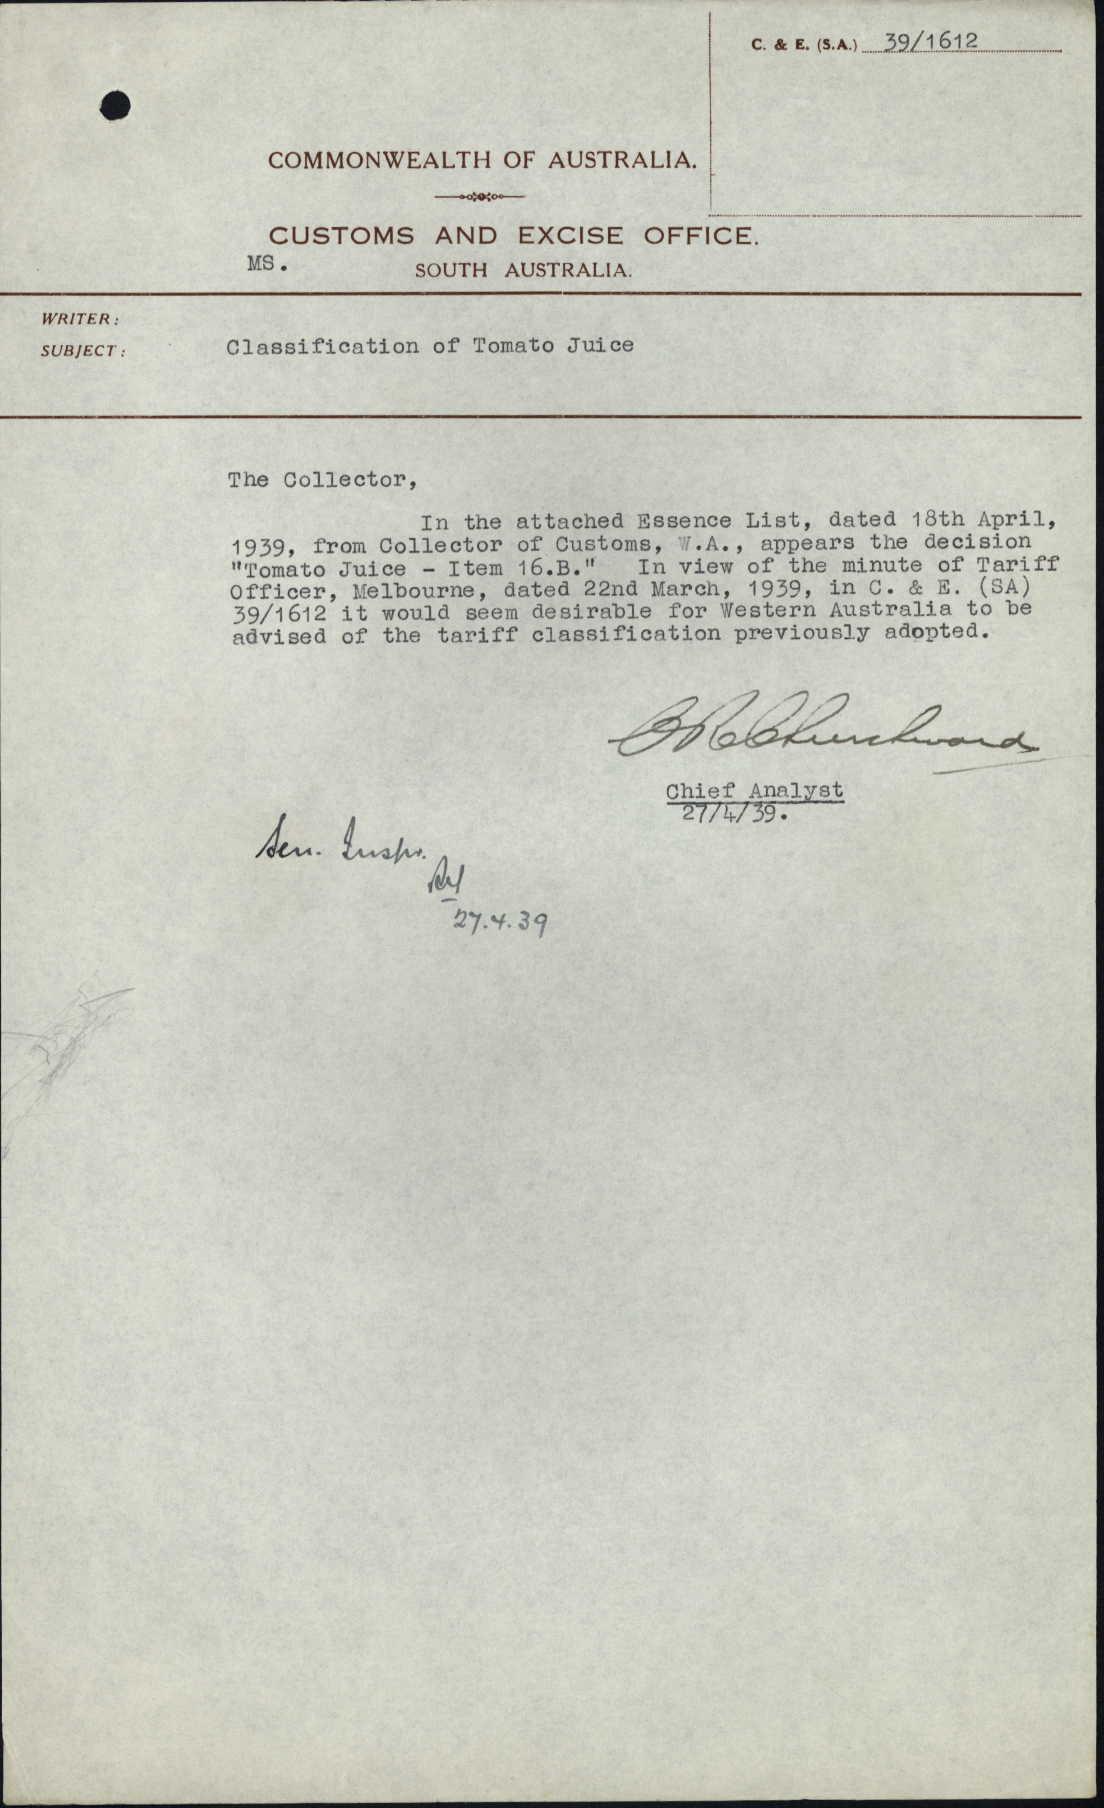 C. & E. (S.A.) 39/1612
COMMONWEALTH OF AUSTRALIA.
CUSTOMS AND EXCISE OFFICE.
MS. SOUTH AUSTRALIA.
WRITER:
SUBJECT: Classification of Tomato Juice
The Collector,
In the attached Essence List, dated 18th April,
1939, from Collector of Customs, W.A., appears the decision
"Tomato Juice - Item 16.B." In view of the minute of Tariff
Officer, Melbourne, dated 22nd March, 1939, in C. & E. (SA)
39/1612 it would seem desirable for Western Australia to be
advised of the tariff classification previously adopted.
Churchward
Chief Analyst
27/4/39.
Sen. Inspr.
27.4.39